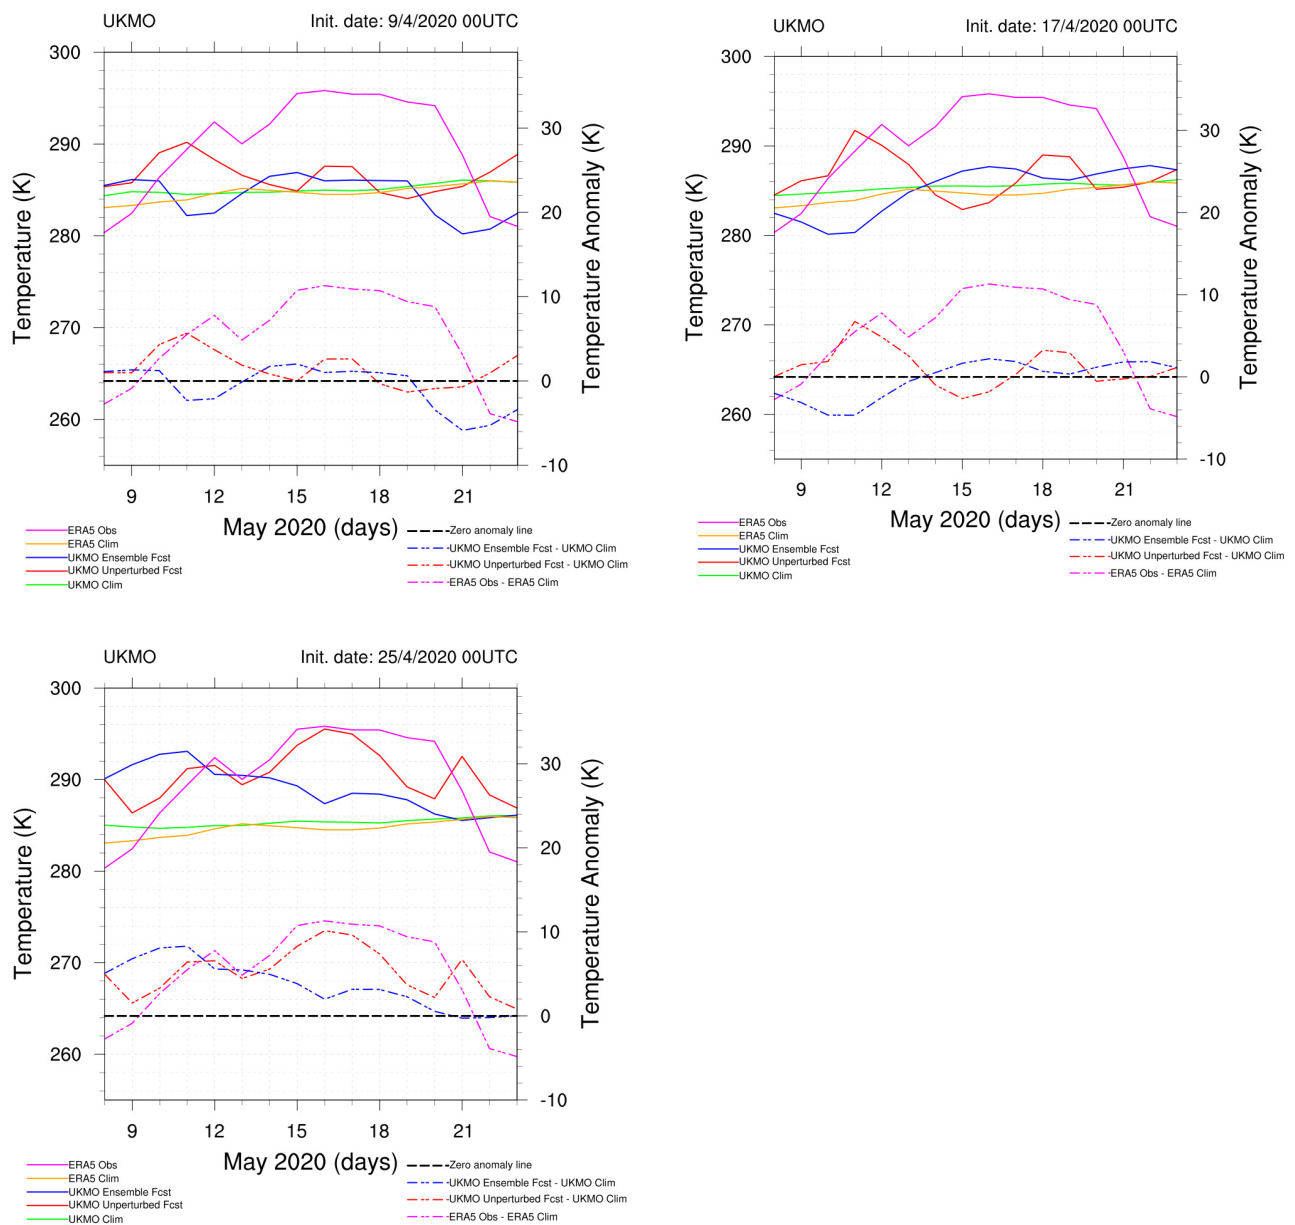 UKMO Init. date: 9/4/2020 00UTC
300
290
280
270
260
30
20
10
0
-10
Temperature (K)
Temperature Anomaly (K)
9 12 15 18 21
May 2020 (days)
ERA5 Obs
ERA5 Clim
UKMO Ensemble Fcst
UKMO Unperturbed Fcst
UKMO Clim
Zero anomaly line
UKMO Ensemble Fcst - UKMO Clim
UKMO Unperturbed Fcst - UKMO Clim
ERA5 Obs - ERA5 Clim
UKMO Init. date: 17/4/2020 00UTC
300
290
280
270
260
30
20
10
0
-10
Temperature (K)
Temperature Anomaly (K)
9 12 15 18 21
May 2020 (days)
ERA5 Obs
ERA5 Clim
UKMO Ensemble Fcst
UKMO Unperturbed Fcst
UKMO Clim
Zero anomaly line
UKMO Ensemble Fcst - UKMO Clim
UKMO Unperturbed Fcst - UKMO Clim
ERA5 Obs - ERA5 Clim
UKMO Init. date: 25/4/2020 00UTC
300
290
280
270
260
30
20
10
0
-10
Temperature (K)
Temperature Anomaly (K)
9 12 15 18 21
May 2020 (days)
ERA5 Obs
ERA5 Clim
UKMO Ensemble Fcst
UKMO Unperturbed Fcst
UKMO Clim
Zero anomaly line
UKMO Ensemble Fcst - UKMO Clim
UKMO Unperturbed Fcst - UKMO Clim
ERA5 Obs - ERA5 Clim